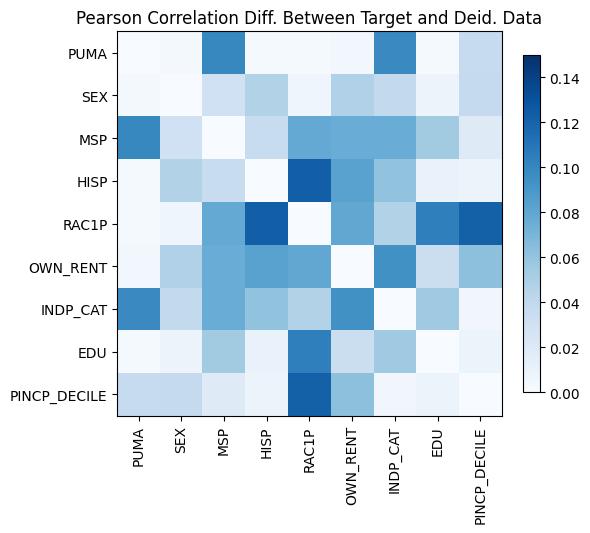 Pearson Correlation Diff. Between Target and Deid. Data
PUMA
SEX
MSP
HISP
RAC1P
OWN_RENT
INDP_CAT
EDU
PINCP_DECILE
PUMA
SEX
MSP
HISP
RAC1P
OWN_RENT
INDP_CAT
EDU
PINCP_DECILE
0.14
0.12
0.10
0.08
0.06
0.04
0.02
0.00